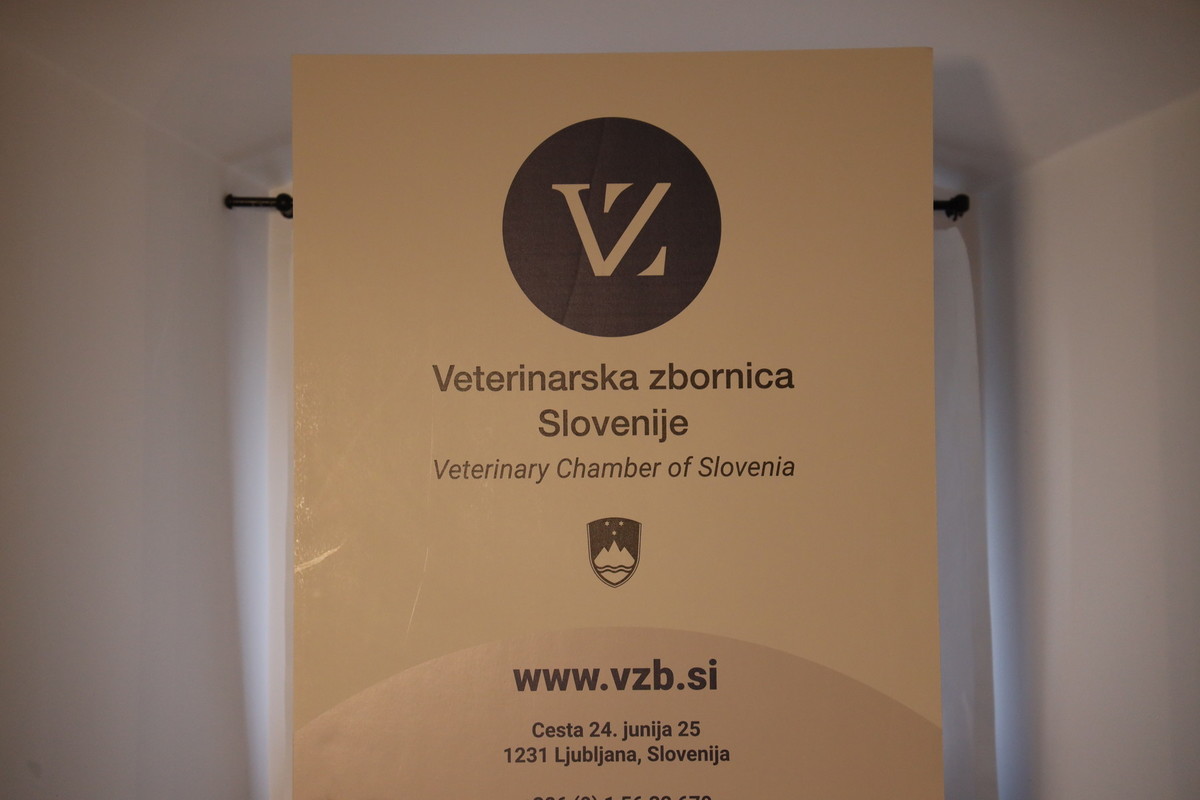 VZ
Veterinarska zbornica
Slovenije
Veterinary Chamber of Slovenia
www.vzb.si
Cesta 24. junija 25
1231 Ljubljana, Slovenija